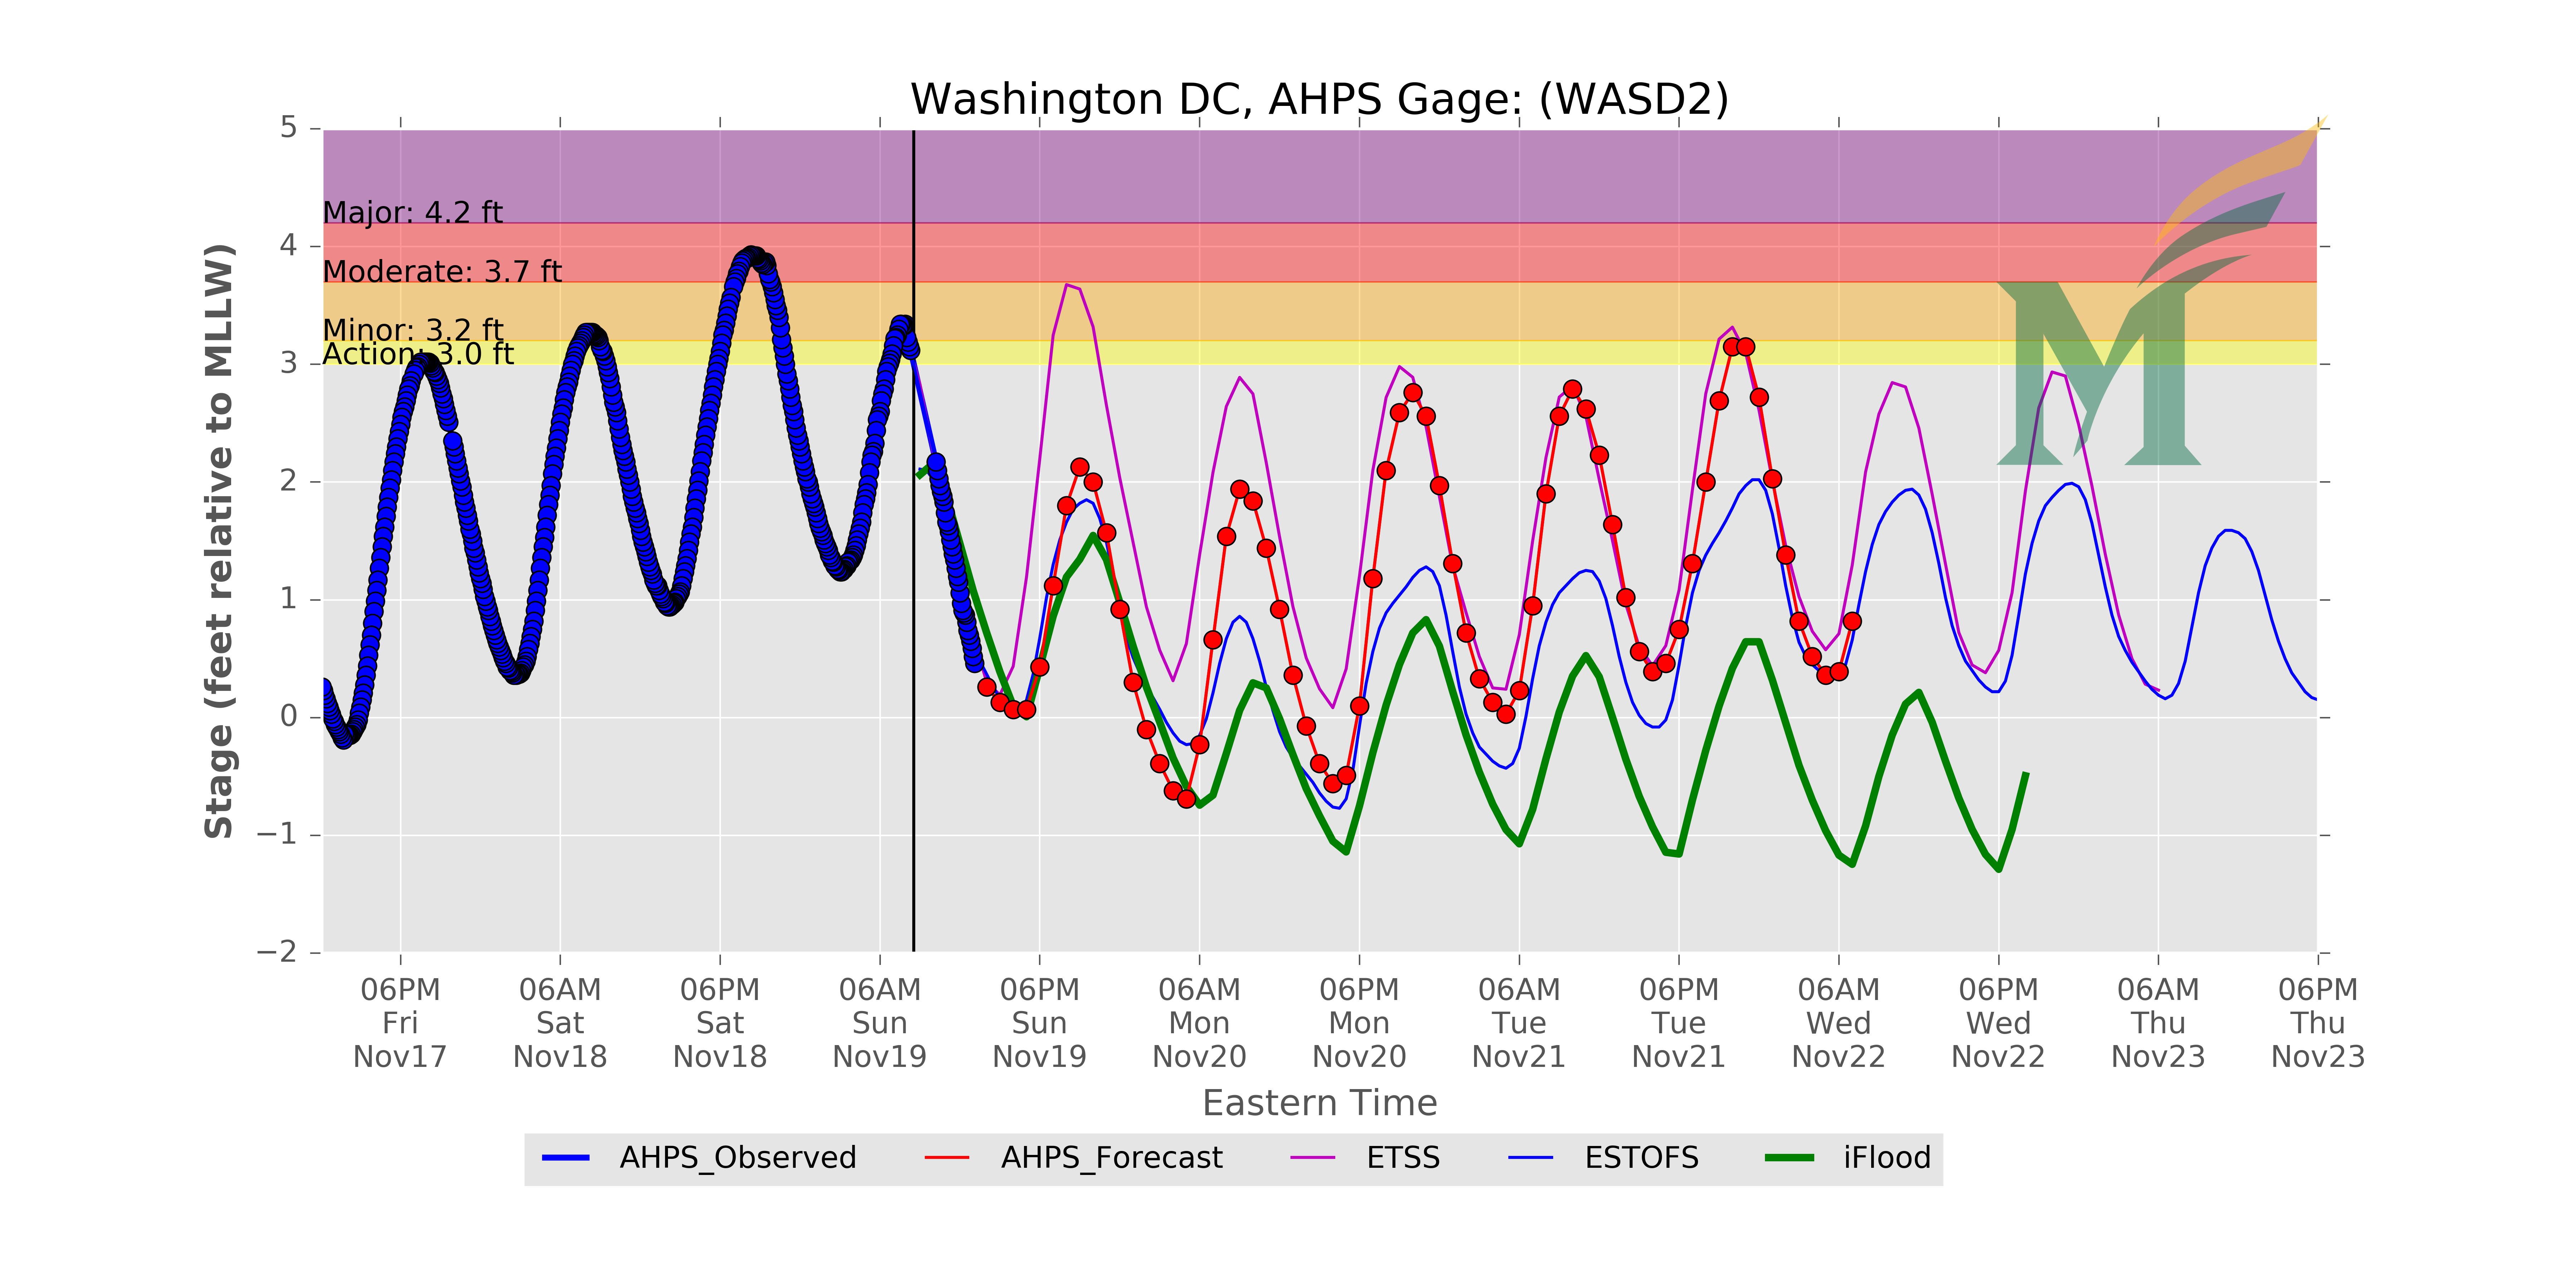 Washington DC, AHPS Gage: (WASD2)
5
4
3
2
1
0
−1
−2
Stage (feet relative to MLLW)
Major: 4.2 ft
Moderate: 3.7 ft
Minor: 3.2 ft
Action: 3.0 ft
M
06PM 06AM 06PM 06AM 06PM 06AM 06PM 06AM 06PM 06AM 06PM 06AM 06PM
Fri Sat Sat Sun Sun Mon Mon Tue Tue Wed Wed Thu Thu
Nov17 Nov18 Nov18 Nov19 Nov19 Nov20 Nov20 Nov21 Nov21 Nov22 Nov22 Nov23 Nov23
Eastern Time
AHPS_Observed AHPS_Forecast ETSS ESTOFS iFlood